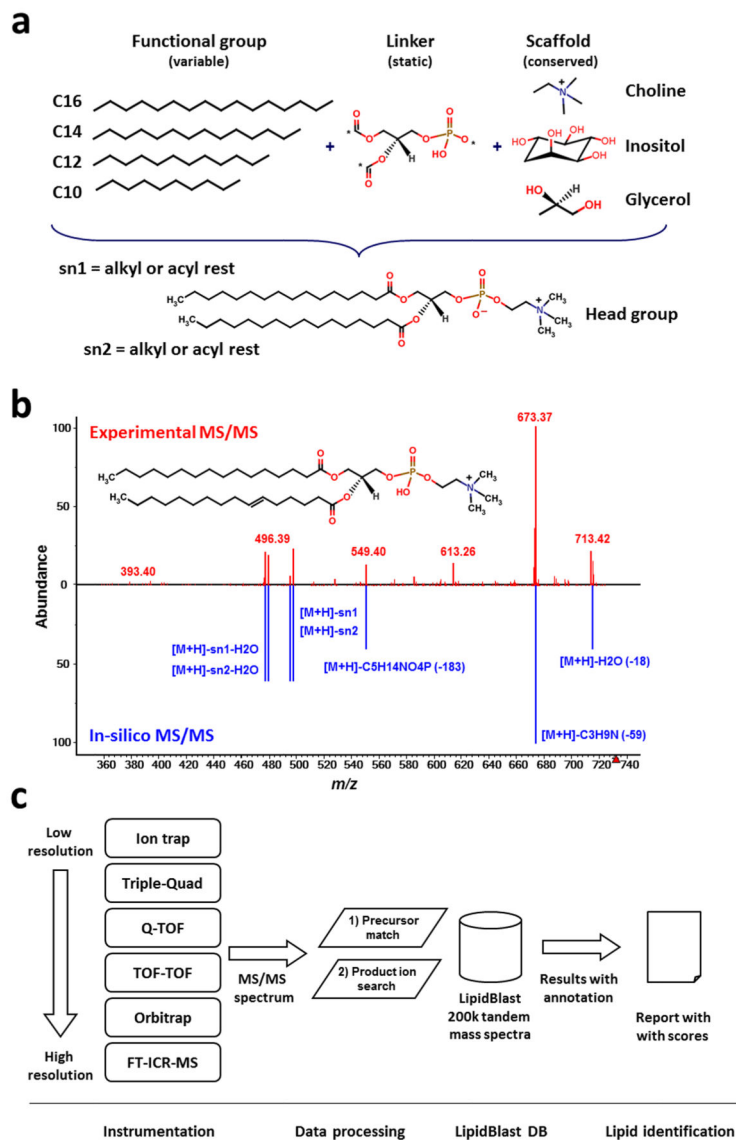 a
Functional group
(variable)
Linker
(static)
Scaffold
(conserved)
C16
C14
C12
C10
+
+
Choline
Inositol
Glycerol
sn1 = alkyl or acyl rest
sn2 = alkyl or acyl rest
Head group
b
Experimental MS/MS
673.37
496.39
549.40
613.26
713.42
393.40
Abundance
100
50
0
50
100
[M+H]-sn1
[M+H]-sn2
[M+H]-sn1-H2O
[M+H]-sn2-H2O
[M+H]-C5H14NO4P (-183)
[M+H]-H2O (-18)
[M+H]-C3H9N (-59)
In-silico MS/MS
360 380 400 420 440 460 480 500 520 540 560 580 600 620 640 660 680 700 720 740
m/z
c
Low
resolution
High
resolution
Ion trap
Triple-Quad
Q-TOF
TOF-TOF
Orbitrap
FT-ICR-MS
MS/MS
spectrum
1) Precursor
match
2) Product ion
search
LipidBlast
200k tandem
mass spectra
Results with
annotation
Report with
with scores
Instrumentation
Data processing
LipidBlast DB
Lipid identification